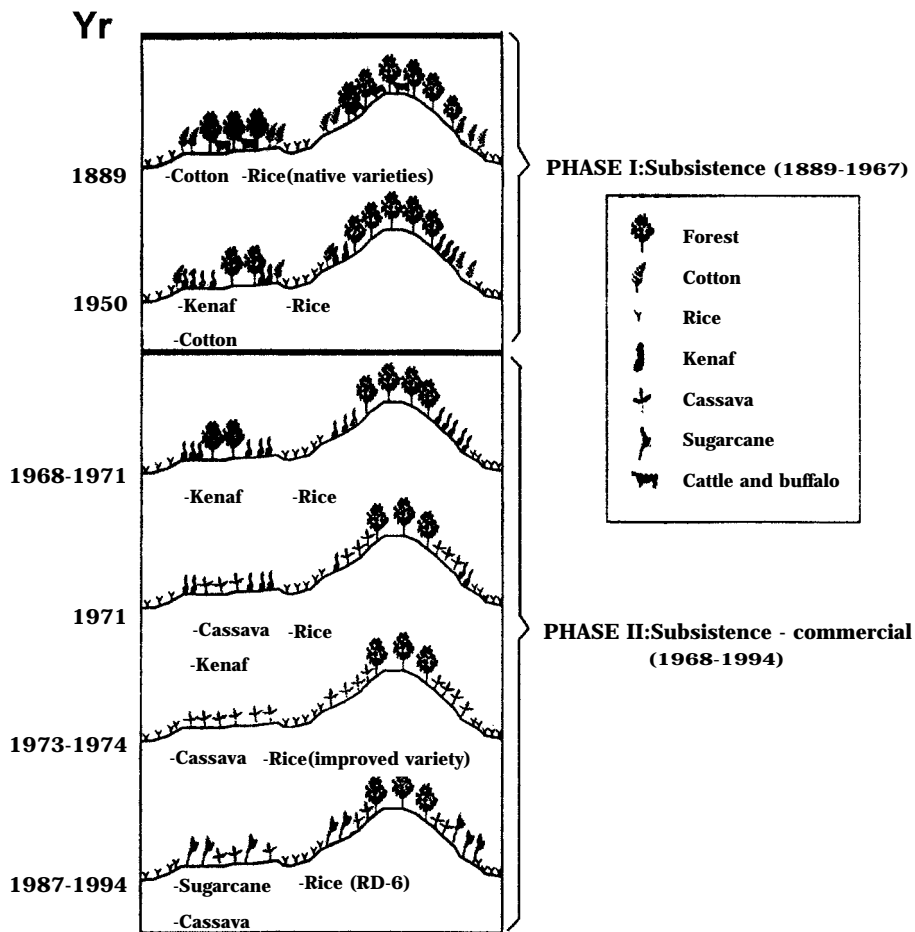 Yr
1889
-Cotton -Rice(native varieties)
PHASE I:Subsistence (1889-1967)
Forest
Cotton
Rice
Kenaf
Cassava
Sugarcane
Cattle and buffalo
1950
-Kenaf -Rice
-Cotton
1968-1971
-Kenaf -Rice
1971
-Cassava -Rice
-Kenaf
PHASE II:Subsistence - commercial
(1968-1994)
1973-1974
-Cassava -Rice(improved variety)
1987-1994
-Sugarcane -Rice (RD-6)
-Cassava